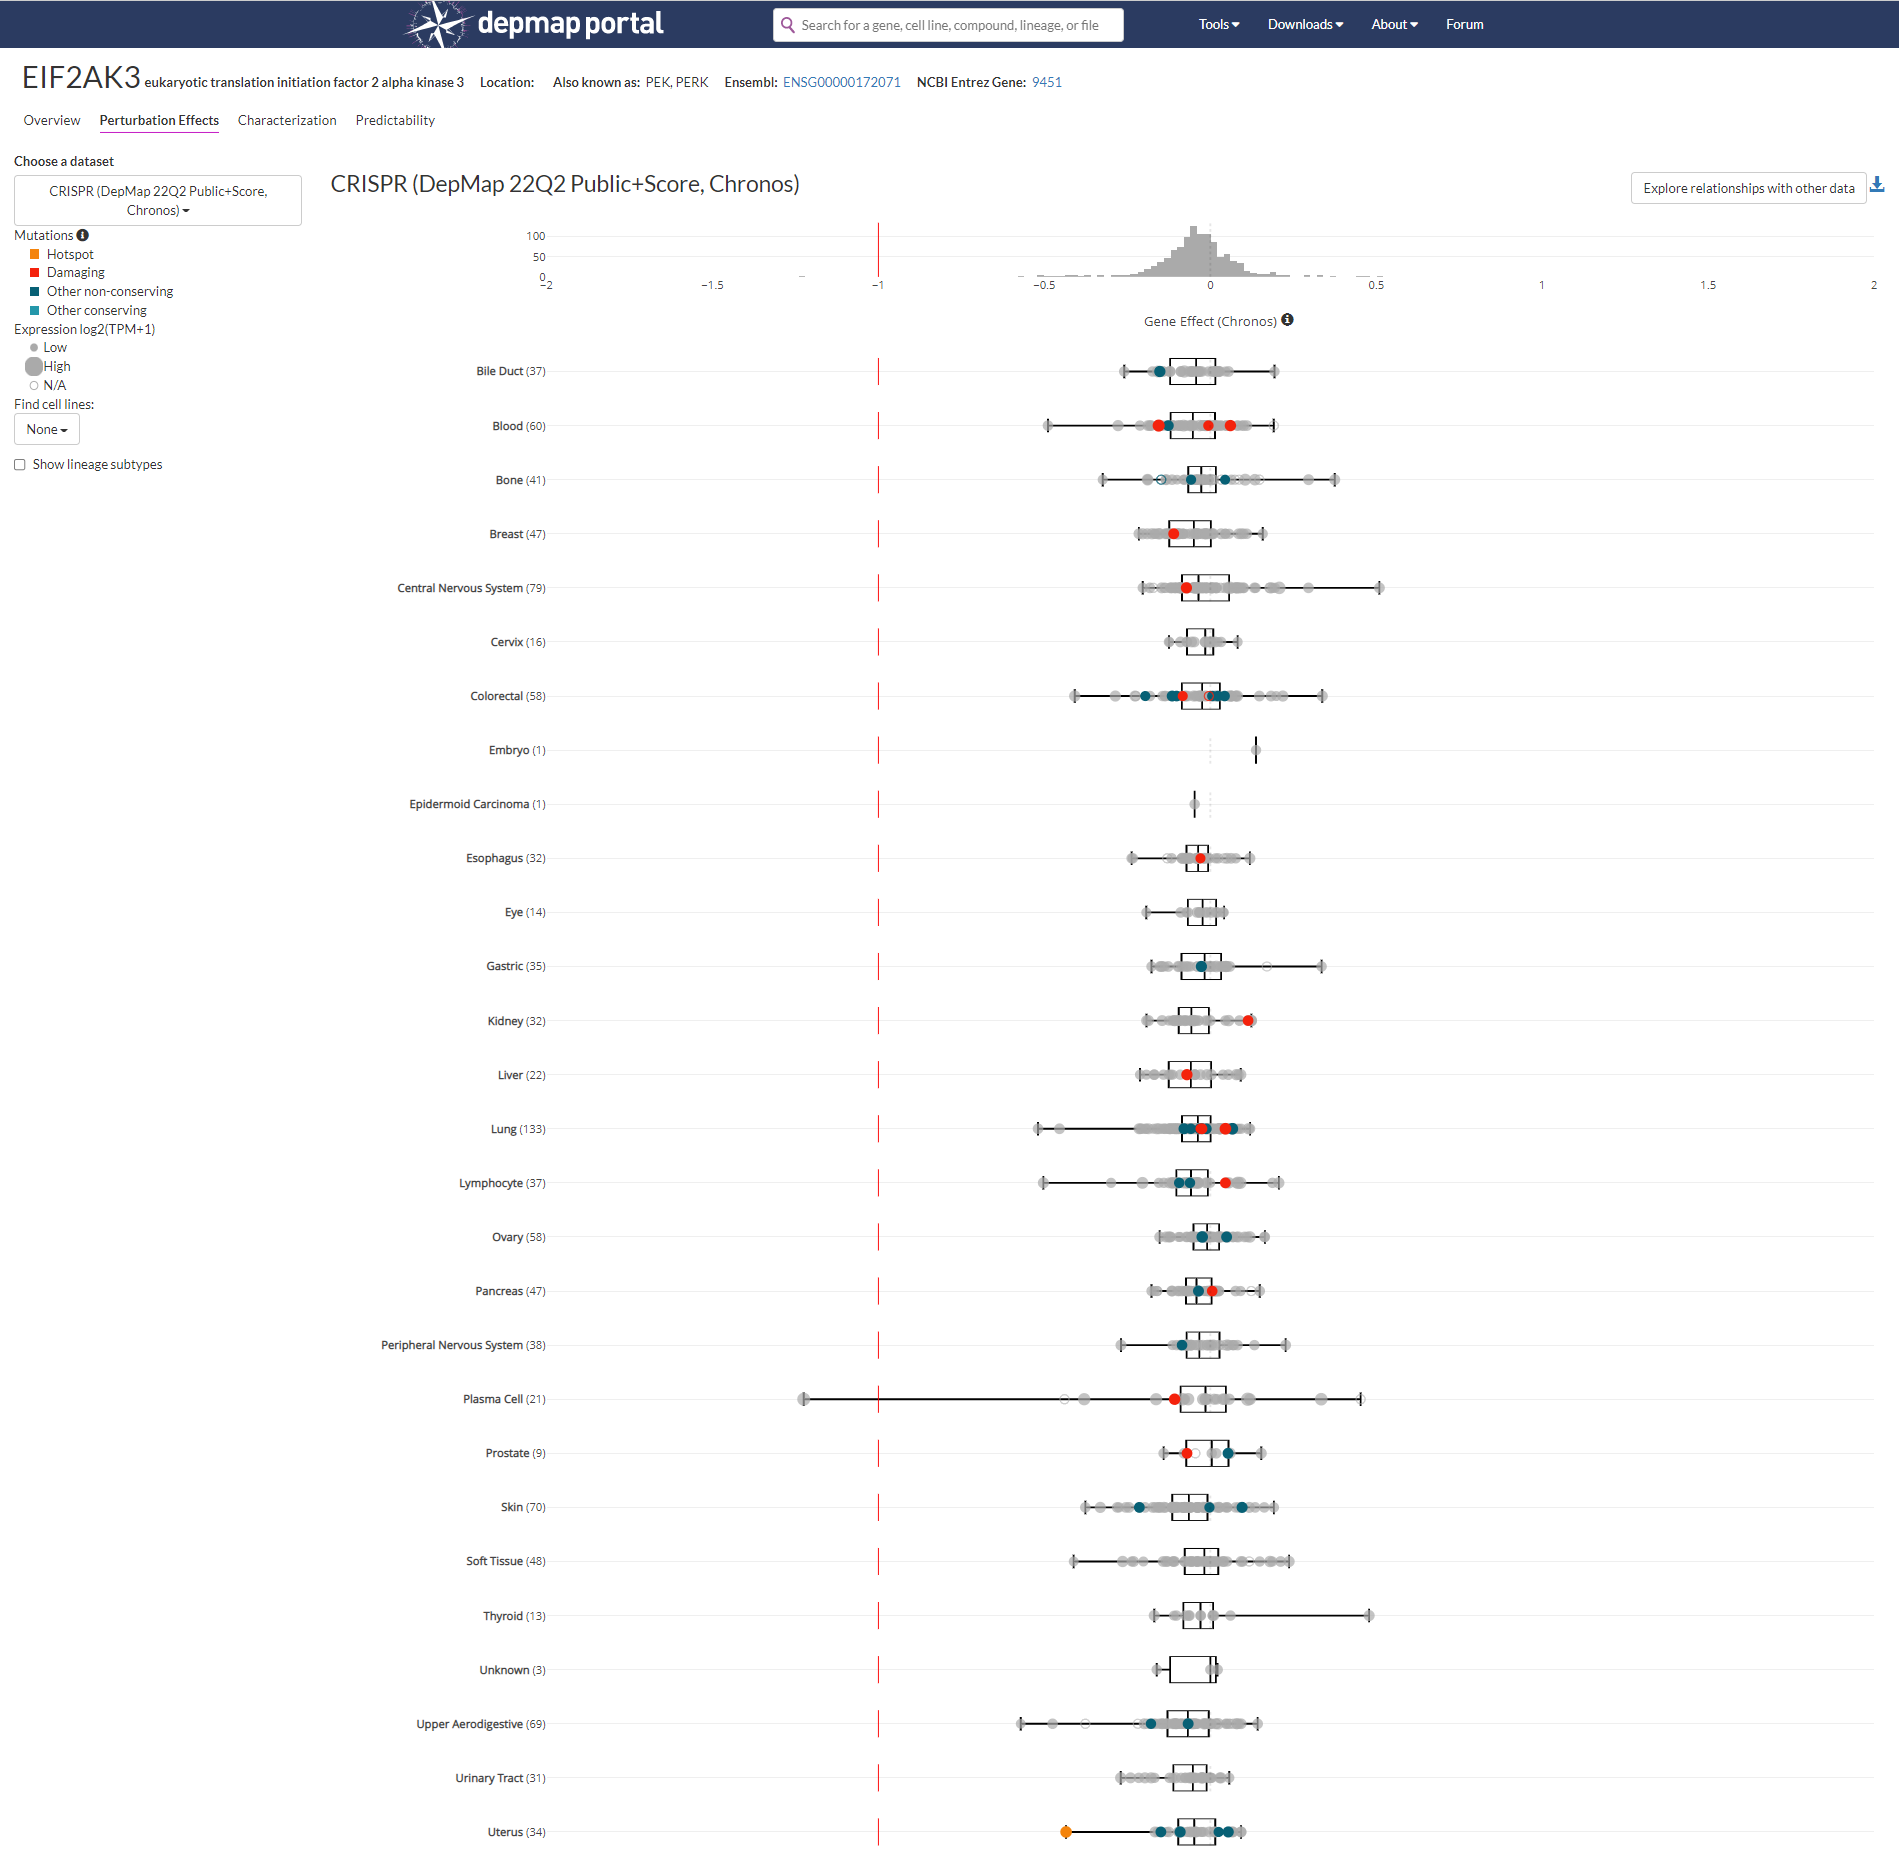 depmap portal
Search for a gene, cell line, compound, lineage, or file
Tools Downloads About Forum
EIF2AK3 eukaryotic translation initiation factor 2 alpha kinase 3 Location: Also known as: PEK, PERK Ensembl: ENSG00000172071 NCBI Entrez Gene: 9451
Overview Perturbation Effects Characterization Predictability
Choose a dataset
CRISPR (DepMap 22Q2 Public+Score, Chronos)
Mutations
Hotspot
Damaging
Other non-conserving
Other conserving
Expression log2(TPM+1)
Low
High
N/A
Find cell lines:
None
Show lineage subtypes
CRISPR (DepMap 22Q2 Public+Score, Chronos)
Explore relationships with other data
100
50
0
−2 −1.5 −1 −0.5 0 0.5 1 1.5 2
Gene Effect (Chronos)
Bile Duct (37)
Blood (60)
Bone (41)
Breast (47)
Central Nervous System (79)
Cervix (16)
Colorectal (58)
Embryo (1)
Epidermoid Carcinoma (1)
Esophagus (32)
Eye (14)
Gastric (35)
Kidney (32)
Liver (22)
Lung (133)
Lymphocyte (37)
Ovary (58)
Pancreas (47)
Peripheral Nervous System (38)
Plasma Cell (21)
Prostate (9)
Skin (70)
Soft Tissue (48)
Thyroid (13)
Unknown (3)
Upper Aerodigestive (69)
Urinary Tract (31)
Uterus (34)